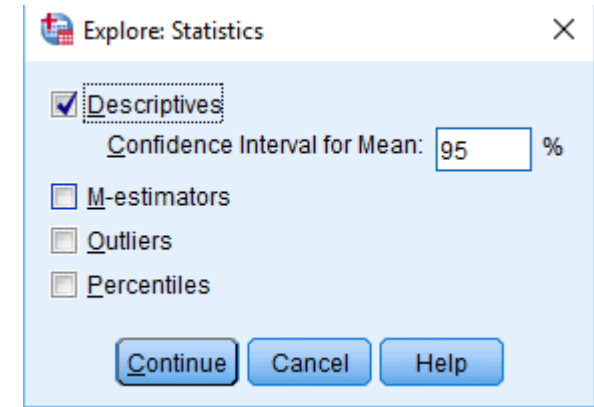 Explore: Statistics
Descriptives
Confidence Interval for Mean: 95 %
M-estimators
Outliers
Percentiles
Continue Cancel Help